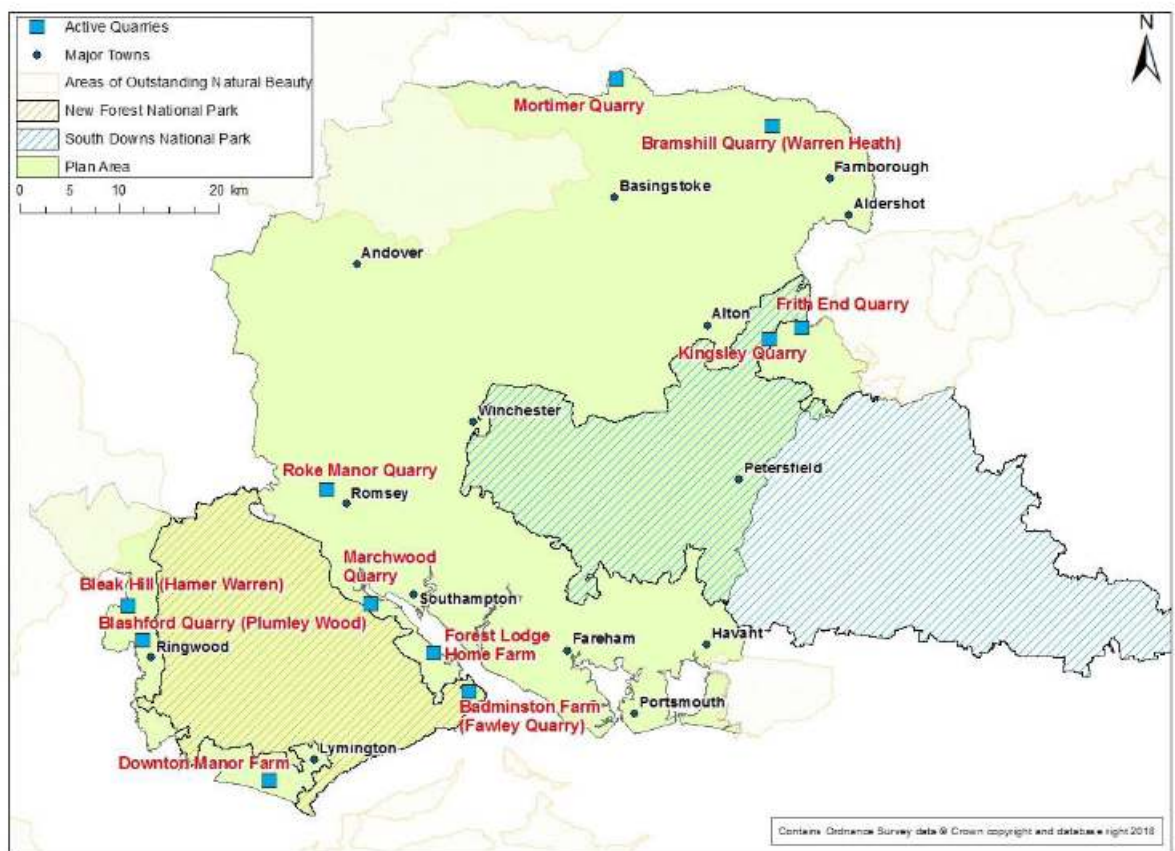 Active Quarries
Major Towns
Areas of Outstanding Natural Beauty
New Forest National Park
South Downs National Park
Plan Area
0 5 10 20 km
N
Mortimer Quarry
Bramshill Quarry (Warren Heath)
Farnborough
Basingstoke
Aldershot
Andover
Frith End Quarry
Alton
Kingsley Quarry
Winchester
Roke Manor Quarry
Petersfield
Romsey
Marchwood
Quarry
Bleak Hill (Hamer Warren)
Southampton
Blashford Quarry (Plumley Wood)
Forest Lodge
Home Farm
Fareham
Havant
Ringwood
Badminston Farm
(Fawley Quarry)
Portsmouth
Lymington
Downton Manor Farm
Contains Ordnance Survey data © Crown copyright and database right 2018